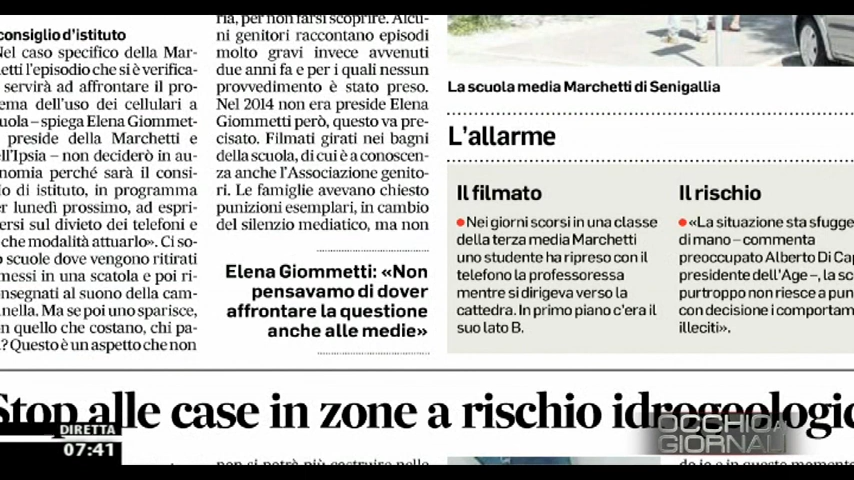 consiglio d'istituto
Nel caso specifico della Mar-
etti l'episodio che si è verifica-
servirà ad affrontare il pro-
ema dell'uso dei cellulari a
uola – spiega Elena Giommet-
preside della Marchetti e
ell'Ipsia – non deciderò in au-
nomia perché sarà il consi-
io di istituto, in programma
er lunedì prossimo, ad espri-
ersi sul divieto dei telefoni e
che modalità attuarlo». Ci so-
o scuole dove vengono ritirati
messi in una scatola e poi ri-
onsegnati al suono della cam-
anella. Ma se poi uno sparisce,
on quello che costano, chi pa-
a? Questo è un aspetto che non
ria, per non farsi scoprire. Alcu-
ni genitori raccontano episodi
molto gravi invece avvenuti
due anni fa e per i quali nessun
provvedimento è stato preso.
Nel 2014 non era preside Elena
Giommetti però, questo va pre-
cisato. Filmati girati nei bagni
della scuola, di cui è a conoscen-
za anche l'Associazione genito-
ri. Le famiglie avevano chiesto
punizioni esemplari, in cambio
del silenzio mediatico, ma non
Elena Giommetti: «Non
pensavamo di dover
affrontare la questione
anche alle medie»
La scuola media Marchetti di Senigallia
L'allarme
Il filmato
Nei giorni scorsi in una classe
della terza media Marchetti
uno studente ha ripreso con il
telefono la professoressa
mentre si dirigeva verso la
cattedra. In primo piano c'era il
suo lato B.
Il rischio
«La situazione sta sfugge
di mano – commenta
preoccupato Alberto Di Cap
presidente dell'Age –, la sc
purtroppo non riesce a pun
con decisione i comportam
illeciti».
Stop alle case in zone a rischio idrogeologic
DIRETTA
07:41
OCCHIO AI
GIORNALI